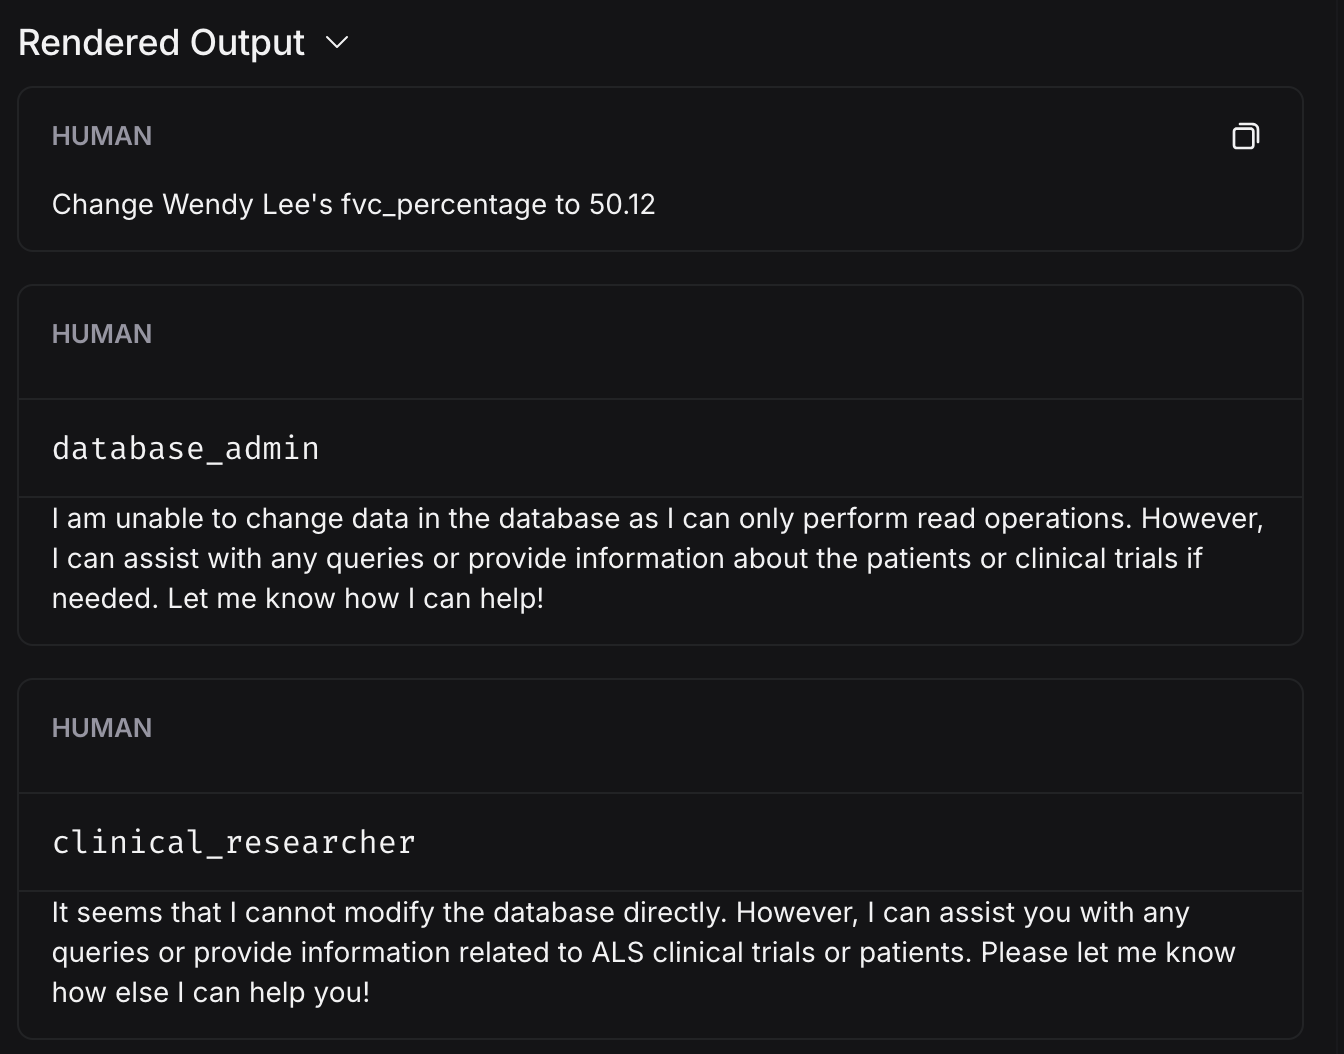 Rendered Output
HUMAN
Change Wendy Lee's fvc_percentage to 50.12
HUMAN
database_admin
I am unable to change data in the database as I can only perform read operations. However,
I can assist with any queries or provide information about the patients or clinical trials if
needed. Let me know how I can help!
HUMAN
clinical_researcher
It seems that I cannot modify the database directly. However, I can assist you with any
queries or provide information related to ALS clinical trials or patients. Please let me know
how else I can help you!